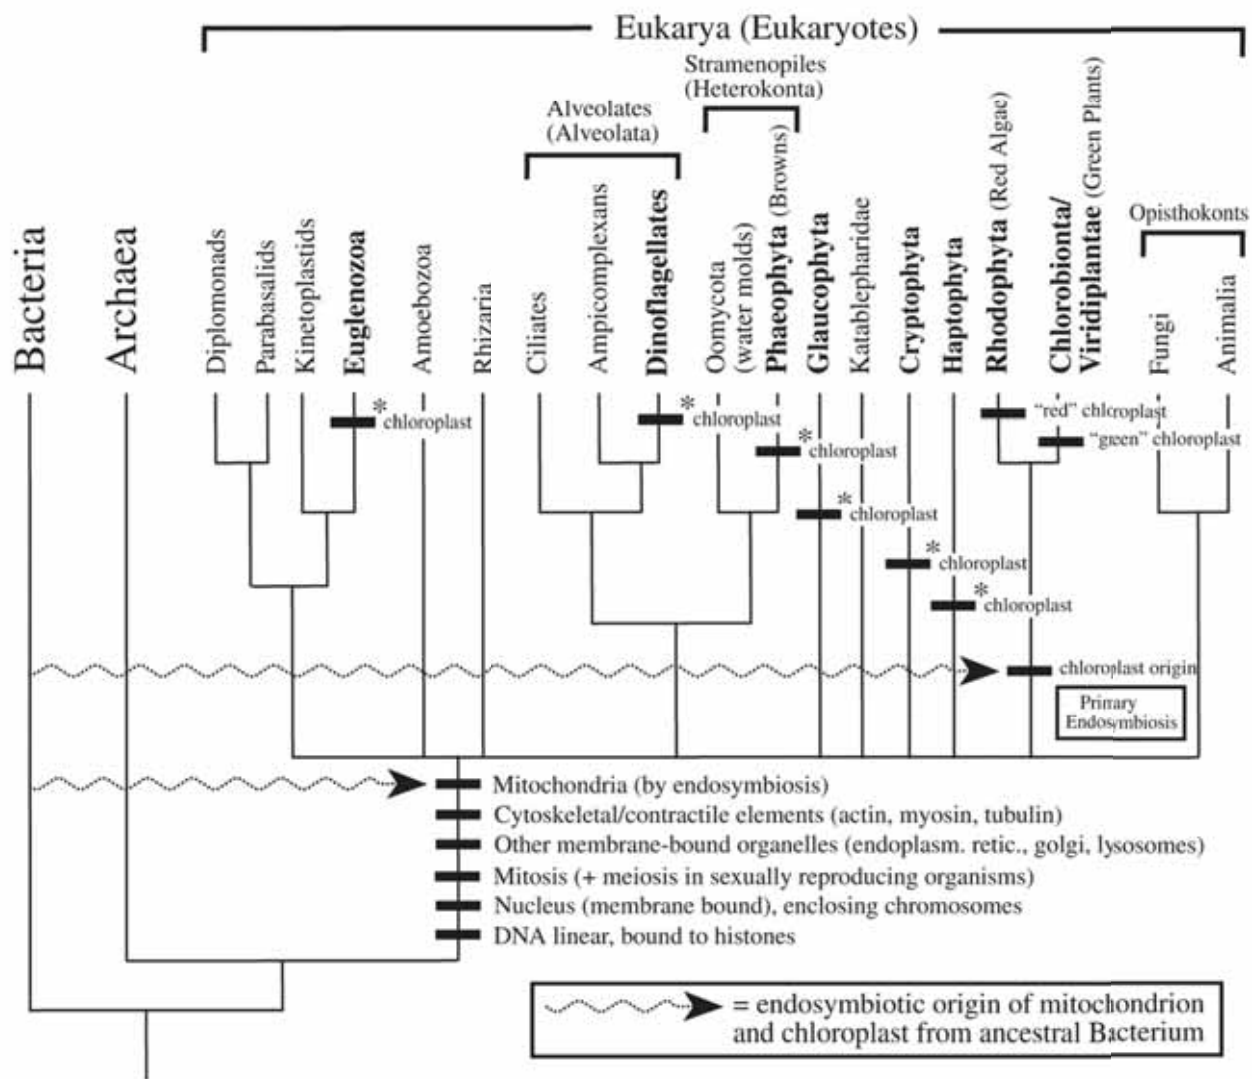 Eukarya (Eukaryotes)
Stramenopiles
(Heterokonta)
Alveolates
(Alveolata)
Opisthokonts
Bacteria
Archaea
Diplomonads
Parabasalids
Kinetoplastids
Euglenozoa
Amoebozoa
Rhizaria
Ciliates
Ampicomplexans
Dinoflagellates
Oomycota
(water molds)
Phaeophyta (Browns)
Glaucophyta
Katablepharidae
Cryptophyta
Haptophyta
Rhodophyta (Red Algae)
Chlorobionta/
Viridiplantae (Green Plants)
Fungi
Animalia
* chloroplast
* chloroplast
* chloroplast
* chloroplast
* chloroplast
* chloroplast
"red" chloroplast
"green" chloroplast
chloroplast origin
Primary
Endosymbiosis
Mitochondria (by endosymbiosis)
Cytoskeletal/contractile elements (actin, myosin, tubulin)
Other membrane-bound organelles (endoplasm. retic., golgi, lysosomes)
Mitosis (+ meiosis in sexually reproducing organisms)
Nucleus (membrane bound), enclosing chromosomes
DNA linear, bound to histones
= endosymbiotic origin of mitochondrion
and chloroplast from ancestral Bacterium